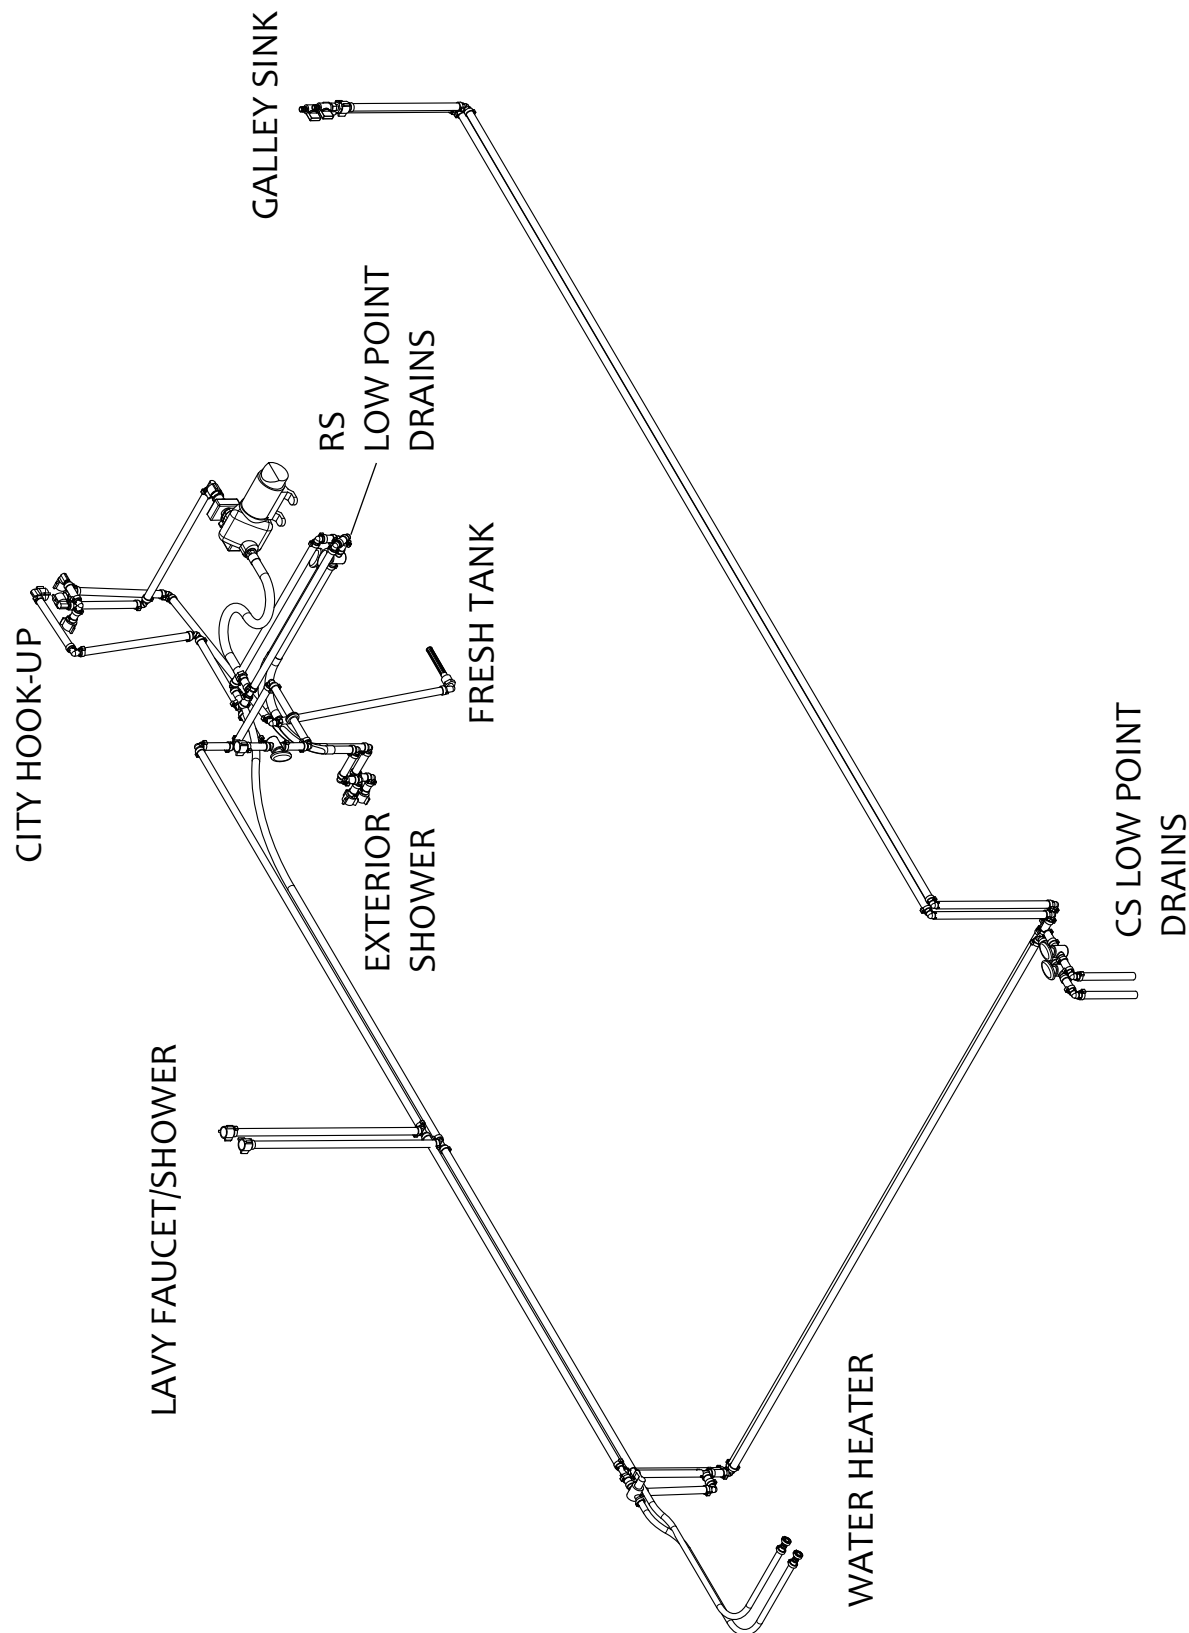 CITY HOOK-UP
GALLEY SINK
LAVY FAUCET/SHOWER
RS
LOW POINT
DRAINS
EXTERIOR
SHOWER
FRESH TANK
WATER HEATER
CS LOW POINT
DRAINS